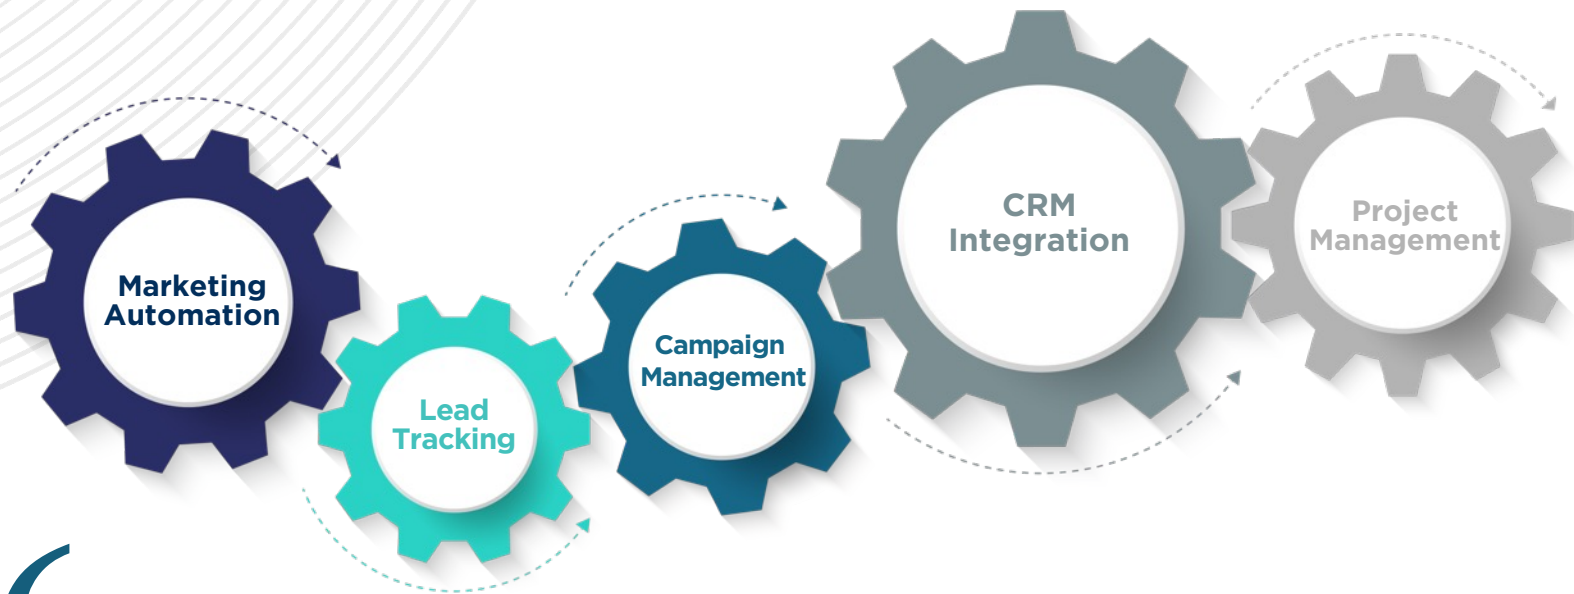 Marketing
Automation
Lead
Tracking
Campaign
Management
CRM
Integration
Project
Management